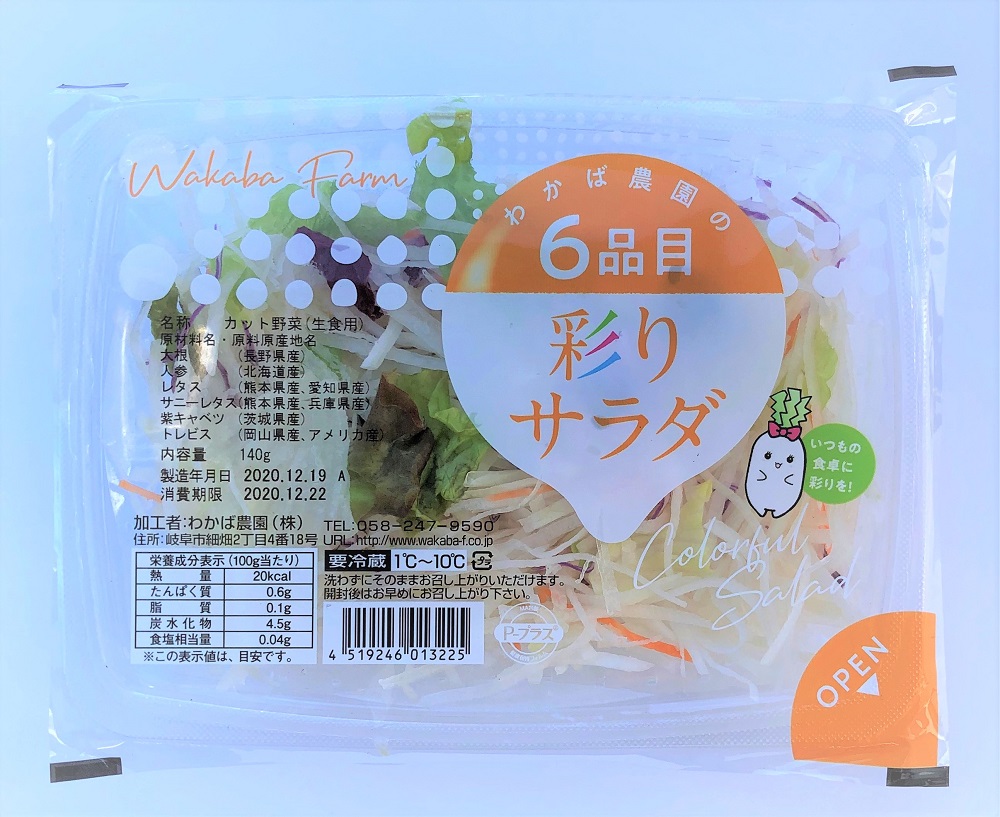 Wakaba Farm
わかば農園の
6品目
彩り
サラダ
いつもの
食卓に
彩りを!
Colorful
Salad
名称 カット野菜(生食用)
原材料名・原料原産地名
大根 (長野県産)
人参 (北海道産)
レタス (熊本県産、愛知県産)
サニーレタス(熊本県産、兵庫県産)
紫キャベツ (茨城県産)
トレビス (岡山県産、アメリカ産)
内容量 140g
製造年月日 2020.12.19 A
消費期限 2020.12.22
加工者:わかば農園(株) TEL:058-247-9590
住所:岐阜市細畑2丁目4番18号 URL:http://www.wakaba-f.co.jp
栄養成分表示(100g当たり)
熱量 20kcal
たんぱく質 0.6g
脂質 0.1g
炭水化物 4.5g
食塩相当量 0.04g
※この表示値は、目安です。
要冷蔵 1℃~10℃ プラ
洗わずにそのままお召し上がりいただけます。
開封後はお早めにお召し上がり下さい。
4 519246 013225
P-プラス
OPEN